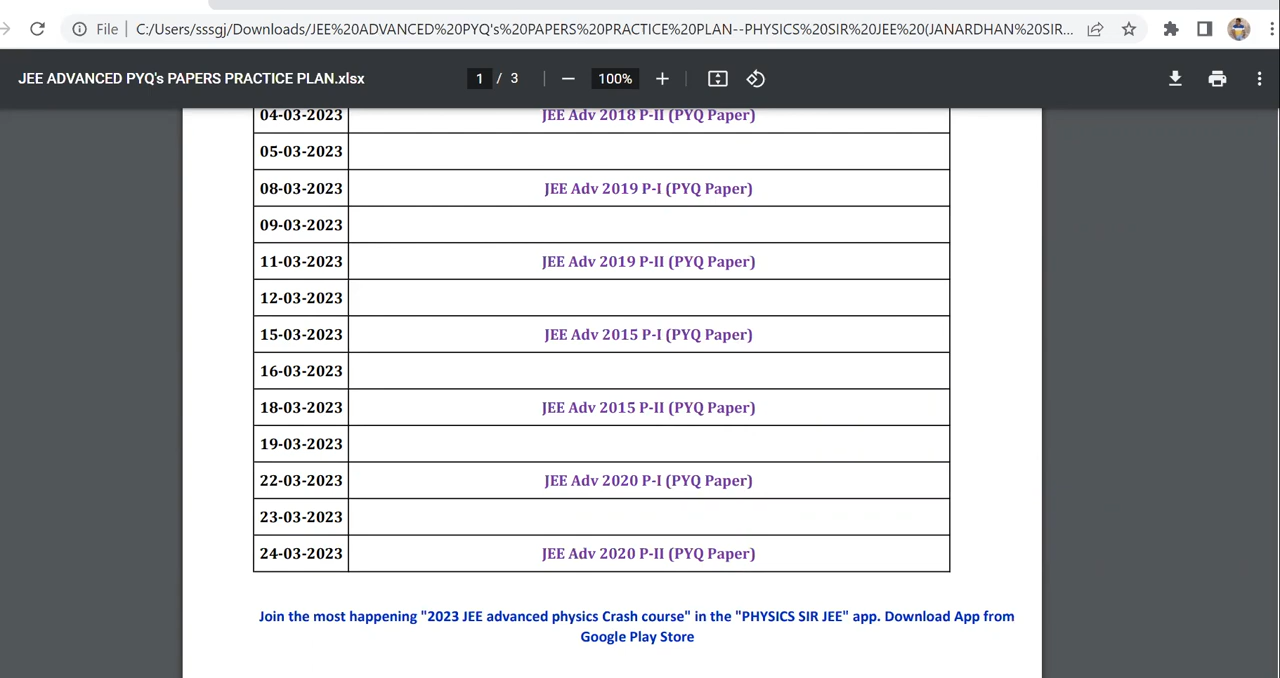 File C:/Users/sssgj/Downloads/JEE%20ADVANCED%20PYQ's%20PAPERS%20PRACTICE%20PLAN--PHYSICS%20SIR%20JEE%20(JANARDHAN%20SIR...
JEE ADVANCED PYQ's PAPERS PRACTICE PLAN.xlsx 1 / 3 100%
04-03-2023 JEE Adv 2018 P-II (PYQ Paper)
05-03-2023
08-03-2023 JEE Adv 2019 P-I (PYQ Paper)
09-03-2023
11-03-2023 JEE Adv 2019 P-II (PYQ Paper)
12-03-2023
15-03-2023 JEE Adv 2015 P-I (PYQ Paper)
16-03-2023
18-03-2023 JEE Adv 2015 P-II (PYQ Paper)
19-03-2023
22-03-2023 JEE Adv 2020 P-I (PYQ Paper)
23-03-2023
24-03-2023 JEE Adv 2020 P-II (PYQ Paper)
Join the most happening "2023 JEE advanced physics Crash course" in the "PHYSICS SIR JEE" app. Download App from
Google Play Store